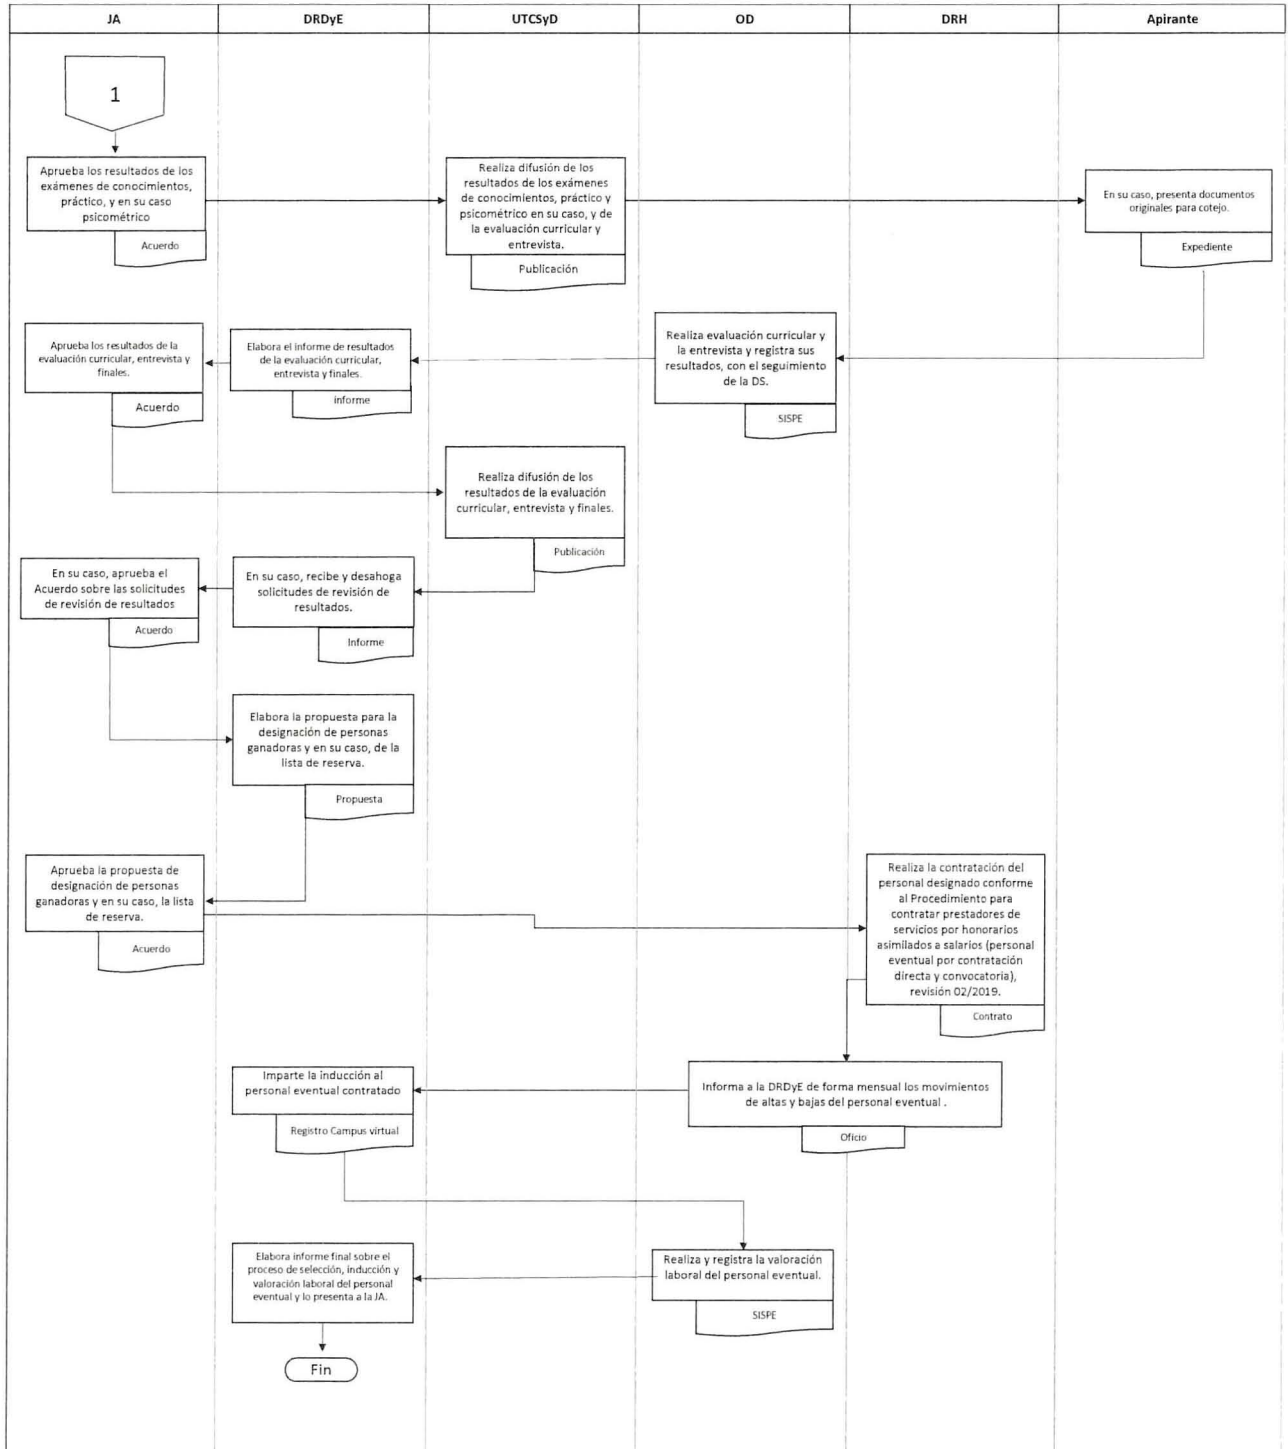 JA
DRDyE
UTCSyD
OD
DRH
Apirante
1
Aprueba los resultados de los
exámenes de conocimientos,
práctico, y en su caso
psicométrico
Acuerdo
Realiza difusión de los
resultados de los exámenes
de conocimientos, práctico y
psicométrico en su caso, y de
la evaluación curricular y
entrevista.
Publicación
En su caso, presenta documentos
originales para cotejo.
Expediente
Aprueba los resultados de la
evaluación curricular, entrevista y
finales.
Acuerdo
Elabora el informe de resultados
de la evaluación curricular,
entrevista y finales.
informe
Realiza evaluación curricular y
la entrevista y registra sus
resultados, con el seguimiento
de la DS.
SISPE
Realiza difusión de los
resultados de la evaluación
curricular, entrevista y finales.
Publicación
En su caso, aprueba el
Acuerdo sobre las solicitudes
de revisión de resultados
Acuerdo
En su caso, recibe y desahoga
solicitudes de revisión de
resultados.
Informe
Elabora la propuesta para la
designación de personas
ganadoras y en su caso, de la
lista de reserva.
Propuesta
Aprueba la propuesta de
designación de personas
ganadoras y en su caso, la lista
de reserva.
Acuerdo
Realiza la contratación del
personal designado conforme
al Procedimiento para
contratar prestadores de
servicios por honorarios
asimilados a salarios (personal
eventual por contratación
directa y convocatoria),
revisión 02/2019.
Contrato
Imparte la inducción al
personal eventual contratado
Registro Campus virtual
Informa a la DRDyE de forma mensual los movimientos
de altas y bajas del personal eventual .
Oficio
Elabora informe final sobre el
proceso de selección, inducción y
valoración laboral del personal
eventual y lo presenta a la JA.
Realiza y registra la valoración
laboral del personal eventual.
SISPE
Fin